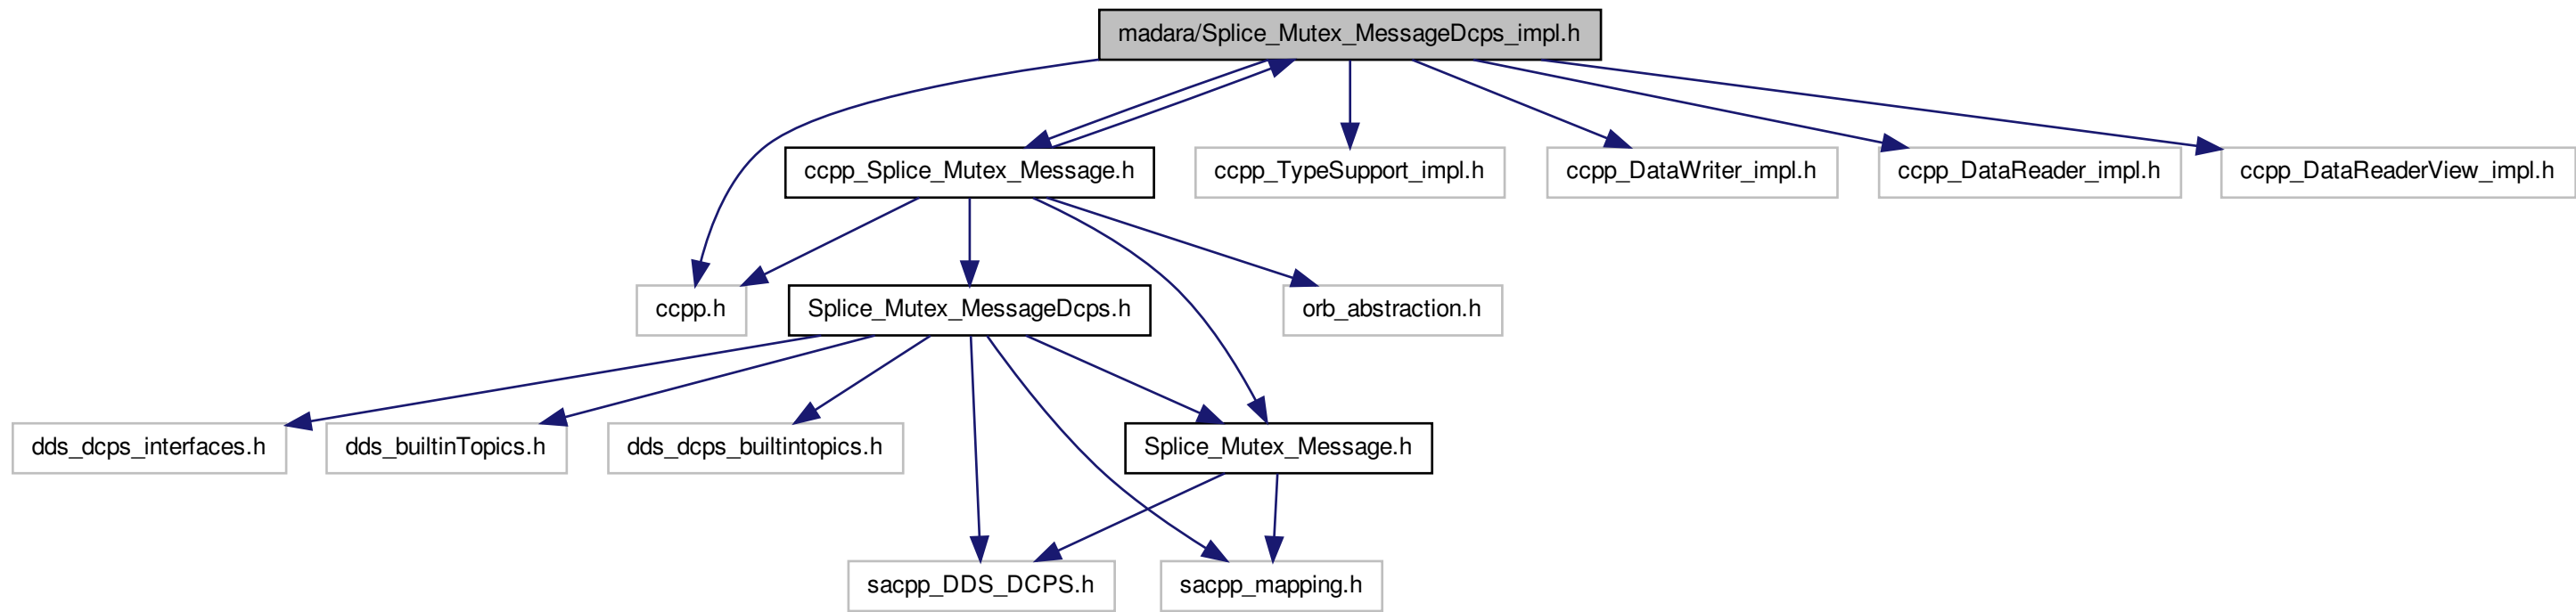 madara/Splice_Mutex_MessageDcps_impl.h
ccpp_Splice_Mutex_Message.h
ccpp_TypeSupport_impl.h
ccpp_DataWriter_impl.h
ccpp_DataReader_impl.h
ccpp_DataReaderView_impl.h
ccpp.h
Splice_Mutex_MessageDcps.h
orb_abstraction.h
dds_dcps_interfaces.h
dds_builtinTopics.h
dds_dcps_builtintopics.h
Splice_Mutex_Message.h
sacpp_DDS_DCPS.h
sacpp_mapping.h